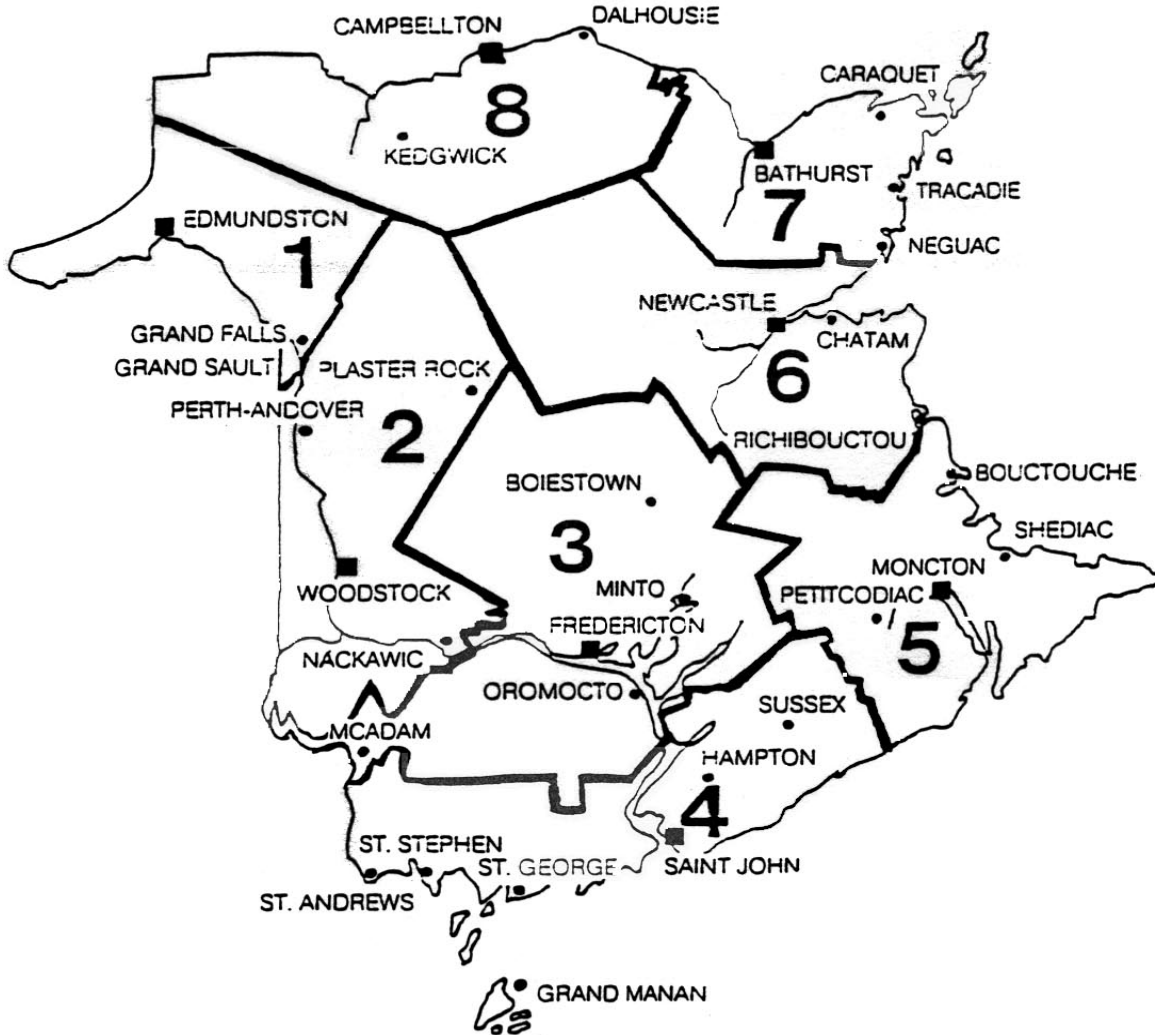 DALHOUSIE
CAMPBELLTON
CARAQUET
8
KEDGWICK
BATHURST
TRACADIE
7
EDMUNDSTON
1
NEGUAC
NEWCASTLE
GRAND FALLS
CHATAM
GRAND SAULT
PLASTER ROCK
6
PERTH-ANDOVER
2
RICHIBOUCTOU
BOUCTOUCHE
BOIESTOWN
SHEDIAC
3
MONCTON
WOODSTOCK
MINTO
PETITCODIAC
FREDERICTON
5
NACKAWIC
OROMOCTO
SUSSEX
MCADAM
HAMPTON
4
ST. STEPHEN
ST. GEORGE
SAINT JOHN
ST. ANDREWS
GRAND MANAN